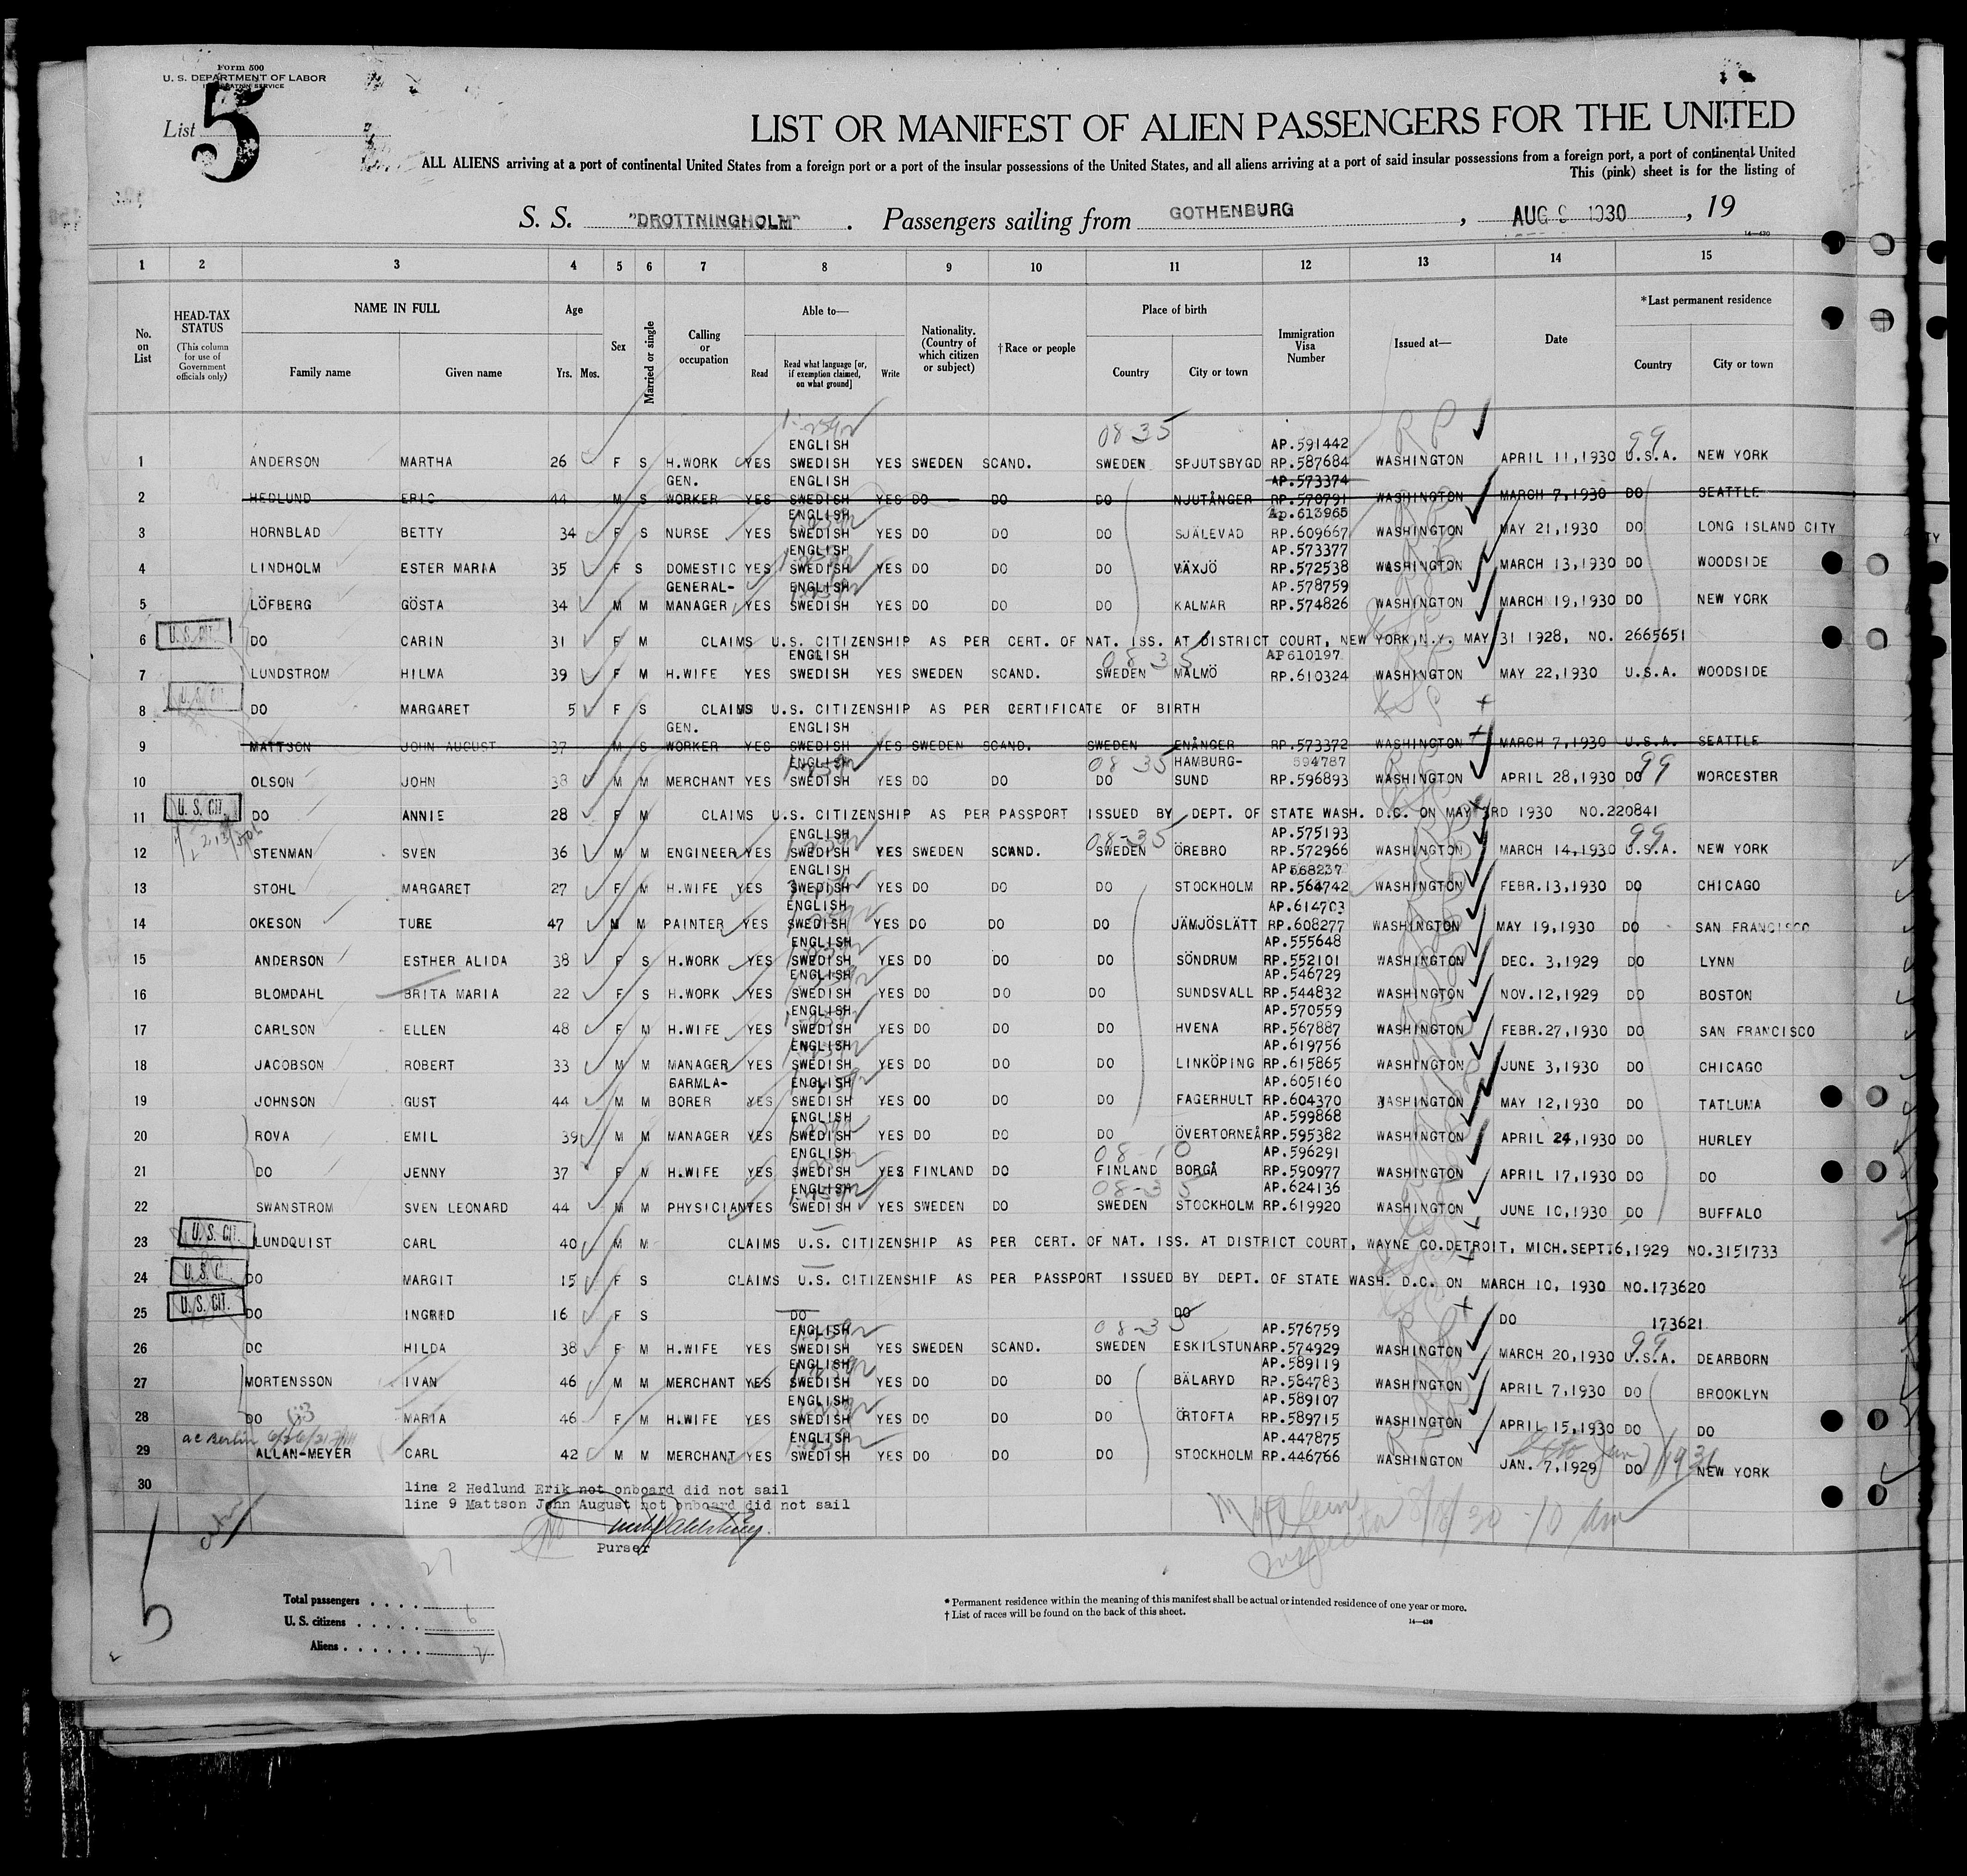 Form 500
U. S. DEPARTMENT OF LABOR
List 5
LIST OR MANIFEST OF ALIEN PASSENGERS FOR THE UNITED
ALL ALIENS arriving at a port of continental United States from a foreign port or a port of the insular possessions of the United States, and all aliens arriving at a port of said insular possessions from a foreign port, a port of continental United
This (pink) sheet is for the listing of
S. S. "DROTTNINGHOLM". Passengers sailing from GOTHENBURG, AUG 9 1930, 19
1 2 3 4 5 6 7 8 9 10 11 12 13 14 15
No. on List HEAD-TAX STATUS (This column for use of Government officials only) NAME IN FULL Family name Given name Age Yrs. Mos. Sex Married or single Calling or occupation Able to— Read Read what language [or, if exemption claimed, on what ground] Write Nationality. (Country of which citizen or subject) †Race or people Place of birth Country City or town Immigration Visa Number Issued at— Date *Last permanent residence Country City or town
08 35 99
ENGLISH AP.591442
1 ANDERSON MARTHA 26 F S H.WORK YES SWEDISH YES SWEDEN SCAND. SWEDEN SPJUTSBYGD RP.587684 WASHINGTON APRIL 11,1930 U.S.A. NEW YORK
GEN. ENGLISH AP.573374
2 HEDLUND ERIC 44 M S WORKER YES SWEDISH YES DO DO DO NJUTÅNGER RP.570791 WASHINGTON MARCH 7,1930 DO SEATTLE
ENGLISH Ap.613965
3 HORNBLAD BETTY 34 F S NURSE YES SWEDISH YES DO DO DO SJÄLEVAD RP.609667 WASHINGTON MAY 21,1930 DO LONG ISLAND CITY
ENGLISH AP.573377
4 LINDHOLM ESTER MARIA 35 F S DOMESTIC YES SWEDISH YES DO DO DO VÄXJÖ RP.572538 WASHINGTON MARCH 13,1930 DO WOODSIDE
GENERAL- ENGLISH AP.578759
5 LÖFBERG GÖSTA 34 M M MANAGER YES SWEDISH YES DO DO DO KALMAR RP.574826 WASHINGTON MARCH 19,1930 DO NEW YORK
6 U. S. CIT. DO CARIN 31 F M CLAIMS U.S. CITIZENSHIP AS PER CERT. OF NAT. ISS. AT DISTRICT COURT, NEW YORK,N.Y. MAY 31 1928, NO. 2665651
ENGLISH 08 35 AP610197
7 LUNDSTROM HILMA 39 F M H.WIFE YES SWEDISH YES SWEDEN SCAND. SWEDEN MALMÖ RP.610324 WASHINGTON MAY 22,1930 U.S.A. WOODSIDE
8 U. S. CIT. DO MARGARET 5 F S CLAIMS U.S. CITIZENSHIP AS PER CERTIFICATE OF BIRTH
GEN. ENGLISH
9 MATTSON JOHN AUGUST 37 M S WORKER YES SWEDISH YES SWEDEN SCAND. SWEDEN ENÅNGER RP.573372 WASHINGTON MARCH 7,1930 U.S.A. SEATTLE
ENGLISH 08 35 HAMBURG- 594787 99
10 OLSON JOHN 38 M M MERCHANT YES SWEDISH YES DO DO DO SUND RP.596893 WASHINGTON APRIL 28,1930 DO WORCESTER
11 U. S. CIT. DO ANNIE 28 F M CLAIMS U.S. CITIZENSHIP AS PER PASSPORT ISSUED BY DEPT. OF STATE WASH. D.C. ON MAY 3RD 1930 NO.220841
ENGLISH 08-35 AP.575193 99
12 STENMAN SVEN 36 M M ENGINEER YES SWEDISH YES SWEDEN SCAND. SWEDEN ÖREBRO RP.572966 WASHINGTON MARCH 14,1930 U.S.A. NEW YORK
ENGLISH AP568237
13 STOHL MARGARET 27 F M H.WIFE YES SWEDISH YES DO DO DO STOCKHOLM RP.564742 WASHINGTON FEBR.13,1930 DO CHICAGO
ENGLISH AP.614703
14 OKESON TURE 47 M M PAINTER YES SWEDISH YES DO DO DO JÄMJÖSLÄTT RP.608277 WASHINGTON MAY 19,1930 DO SAN FRANCISCO
ENGLISH AP.555648
15 ANDERSON ESTHER ALIDA 38 F S H.WORK YES SWEDISH YES DO DO DO SÖNDRUM RP.552101 WASHINGTON DEC. 3,1929 DO LYNN
ENGLISH AP.546729
16 BLOMDAHL BRITA MARIA 22 F S H.WORK YES SWEDISH YES DO DO DO SUNDSVALL RP.544832 WASHINGTON NOV.12,1929 DO BOSTON
ENGLISH AP.570559
17 CARLSON ELLEN 48 F M H.WIFE YES SWEDISH YES DO DO DO HVENA RP.567887 WASHINGTON FEBR.27,1930 DO SAN FRANCISCO
ENGLISH AP.619756
18 JACOBSON ROBERT 33 M M MANAGER YES SWEDISH YES DO DO DO LINKÖPING RP.615865 WASHINGTON JUNE 3,1930 DO CHICAGO
GARMLA- ENGLISH AP.605160
19 JOHNSON GUST 44 M M BORER YES SWEDISH YES DO DO DO FAGERHULT RP.604370 WASHINGTON MAY 12,1930 DO TATLUMA
ENGLISH AP.599868
20 ROVA EMIL 39 M M MANAGER YES SWEDISH YES DO DO DO ÖVERTORNEÅ RP.595382 WASHINGTON APRIL 24,1930 DO HURLEY
ENGLISH 08-10 AP.596291
21 DO JENNY 37 F M H.WIFE YES SWEDISH YES FINLAND DO FINLAND BORGÅ RP.590977 WASHINGTON APRIL 17,1930 DO DO
ENGLISH 08-35 AP.624136
22 SWANSTROM SVEN LEONARD 44 M M PHYSICIAN YES SWEDISH YES SWEDEN DO SWEDEN STOCKHOLM RP.619920 WASHINGTON JUNE 10,1930 DO BUFFALO
23 U. S. CIT. LUNDQUIST CARL 40 M M CLAIMS U.S. CITIZENSHIP AS PER CERT. OF NAT. ISS. AT DISTRICT COURT, WAYNE CO.DETROIT, MICH.SEPT.6,1929 NO.3151733
24 U. S. C DO MARGIT 15 F S CLAIMS U.S. CITIZENSHIP AS PER PASSPORT ISSUED BY DEPT. OF STATE WASH. D.C. ON MARCH 10, 1930 NO.173620
25 U. S. CIT. DO INGRID 16 F S DO DO DO 173621
ENGLISH 08-35 AP.576759 99
26 DO HILDA 38 F M H.WIFE YES SWEDISH YES SWEDEN SCAND. SWEDEN ESKILSTUNA RP.574929 WASHINGTON MARCH 20,1930 U.S.A. DEARBORN
ENGLISH AP.589119
27 MORTENSSON IVAN 46 M M MERCHANT YES SWEDISH YES DO DO DO BÄLARYD RP.584783 WASHINGTON APRIL 7,1930 DO BROOKLYN
ENGLISH AP.589107
28 DO MARIA 46 F M H.WIFE YES SWEDISH YES DO DO DO ÖRTOFTA RP.589715 WASHINGTON APRIL 15,1930 DO DO
ENGLISH AP.447875
29 ALLAN-MEYER CARL 42 M M MERCHANT YES SWEDISH YES DO DO DO STOCKHOLM RP.446766 WASHINGTON JAN. 7,1929 DO NEW YORK
30 line 2 Hedlund Erik not onboard did not sail
line 9 Mattson John August not onboard did not sail
Inspector 8/18/30 - 10 am
Purser
27
5
Total passengers
U. S. citizens
Aliens
* Permanent residence within the meaning of this manifest shall be actual or intended residence of one year or more.
† List of races will be found on the back of this sheet.
14—430